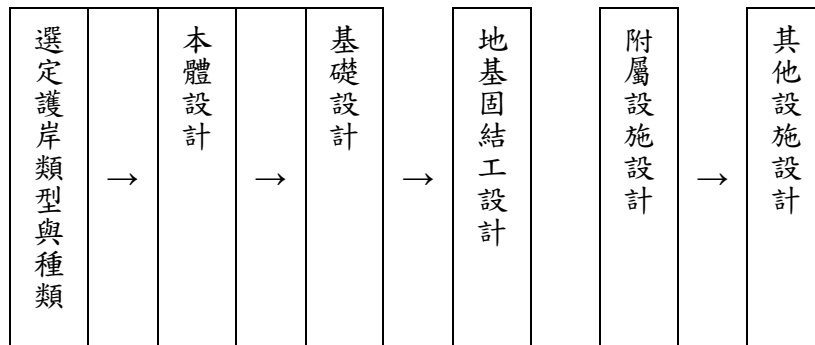 選定護岸類型與種類
→
本體設計
→
基礎設計
→
地基固結工設計
附屬設施設計
→
其他設施設計